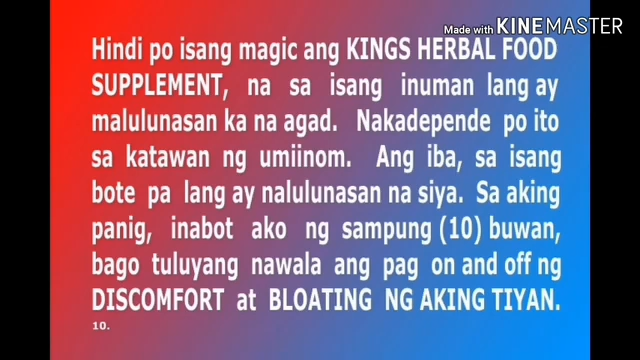 Made with KINEMASTER
Hindi po isang magic ang KINGS HERBAL FOOD
SUPPLEMENT, na sa isang inuman lang ay
malulunasan ka na agad. Nakadepende po ito
sa katawan ng umiinom. Ang iba, sa isang
bote pa lang ay nalulunasan na siya. Sa aking
panig, inabot ako ng sampung (10) buwan,
bago tuluyang nawala ang pag on and off ng
DISCOMFORT at BLOATING NG AKING TIYAN.
10.